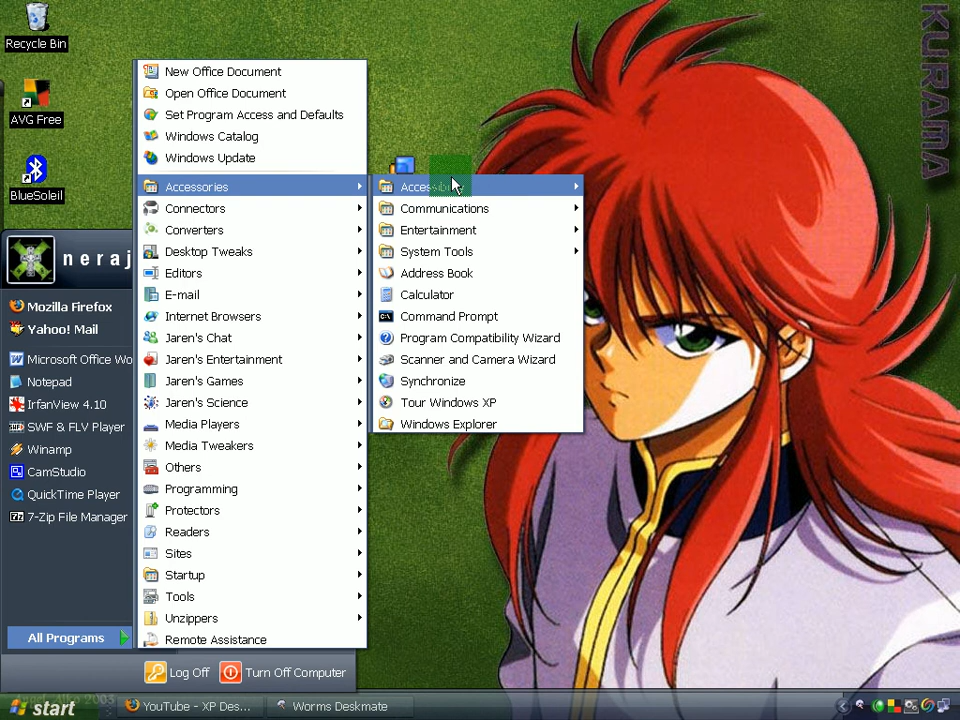 Recycle Bin
AVG Free
BlueSoleil
KURAMA
New Office Document
Open Office Document
Set Program Access and Defaults
Windows Catalog
Windows Update
Accessories
Connectors
Converters
Desktop Tweaks
Editors
E-mail
Internet Browsers
Jaren's Chat
Jaren's Entertainment
Jaren's Games
Jaren's Science
Media Players
Media Tweakers
Others
Programming
Protectors
Readers
Sites
Startup
Tools
Unzippers
Remote Assistance
Communications
Entertainment
System Tools
Address Book
Calculator
Command Prompt
Program Compatibility Wizard
Scanner and Camera Wizard
Synchronize
Tour Windows XP
Windows Explorer
neraj
Mozilla Firefox
Yahoo! Mail
Microsoft Office Wo
Notepad
IrfanView 4.10
SWF & FLV Player
Winamp
CamStudio
QuickTime Player
7-Zip File Manager
All Programs
Log Off
Turn Off Computer
start
YouTube - XP Des...
Worms Deskmate